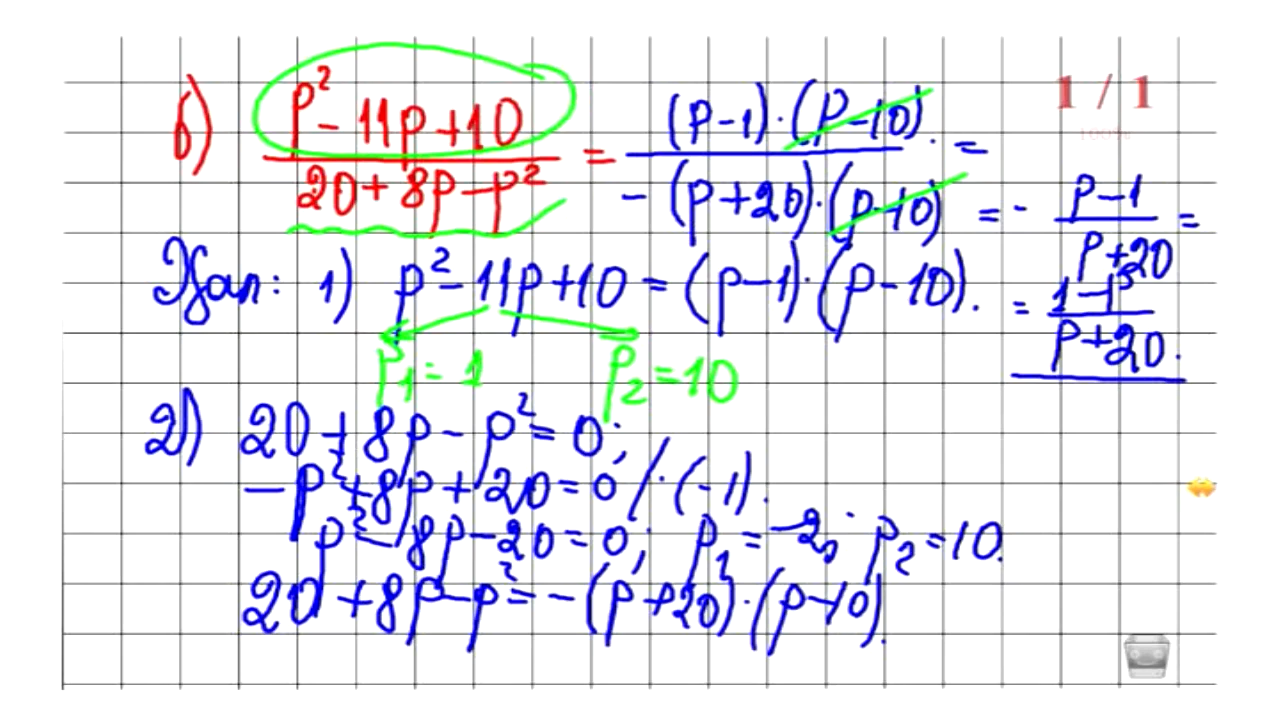 б) (p² - 11p + 10)/(20 + 8p - p²) = ((p-1)·(p-10))/(-(p+20)·(p-10)) =
= - (p-1)/(p+20) =
= (1-p)/(p+20).
1) p² - 11p + 10 = (p-1)·(p-10).
p₁ = 1 p₂ = 10
2) 20 + 8p - p² = 0;
-p² + 8p + 20 = 0 /·(-1).
p² - 8p - 20 = 0; p₁ = -2; p₂ = 10.
20 + 8p - p² = -(p+20)·(p-10).
1 / 1